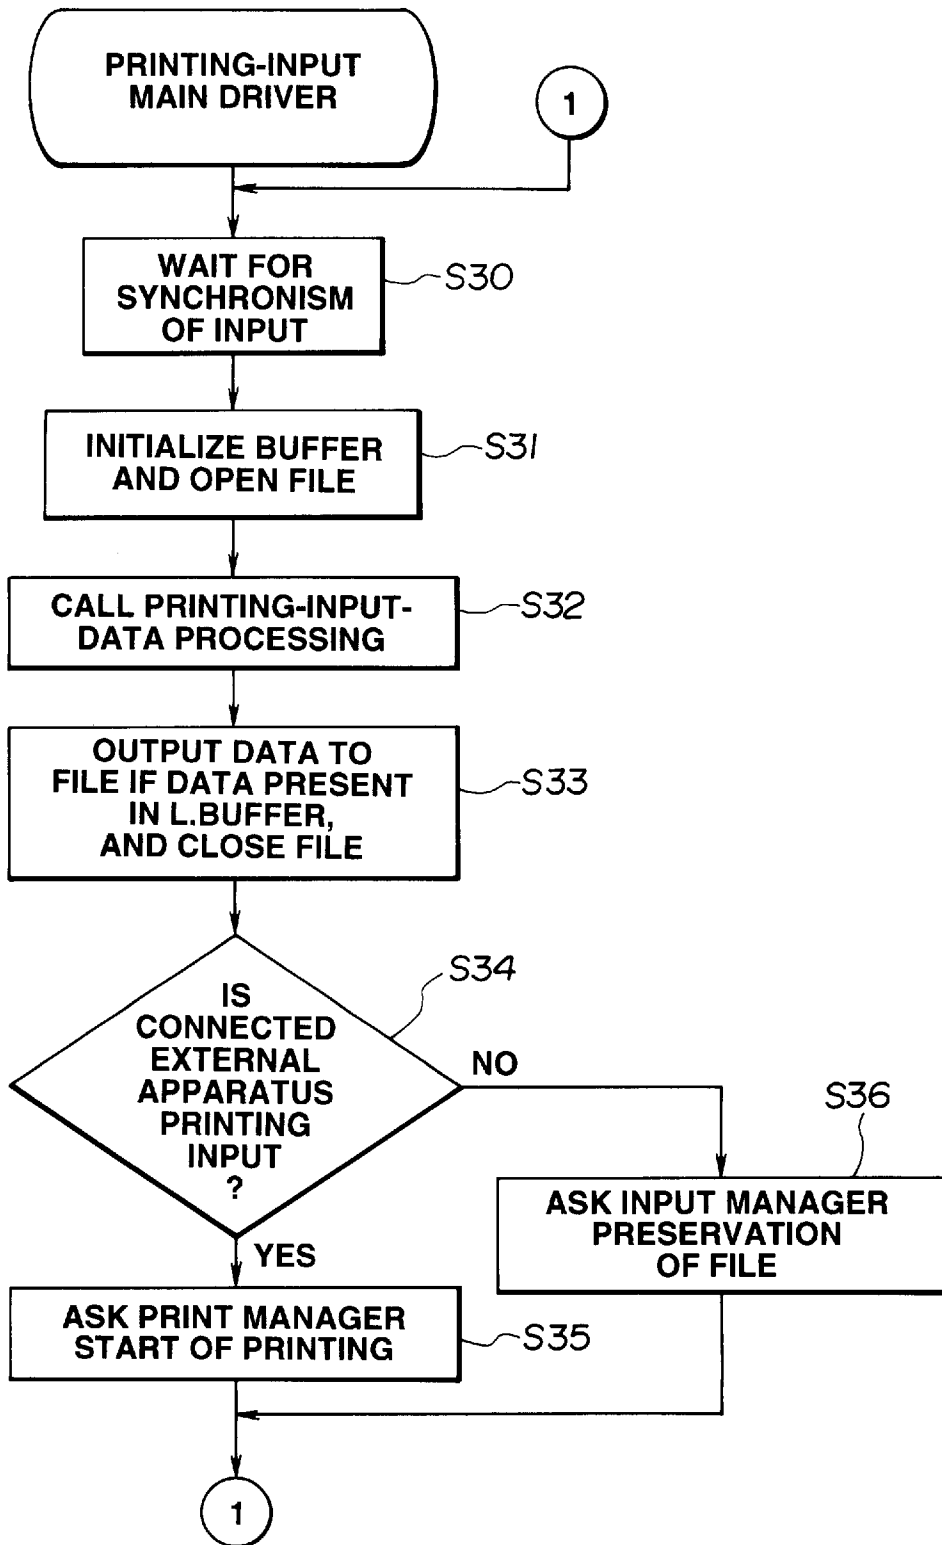 PRINTING-INPUT
MAIN DRIVER
1
WAIT FOR
SYNCHRONISM
OF INPUT
S30
INITIALIZE BUFFER
AND OPEN FILE
S31
CALL PRINTING-INPUT-
DATA PROCESSING
S32
OUTPUT DATA TO
FILE IF DATA PRESENT
IN L.BUFFER,
AND CLOSE FILE
S33
IS
CONNECTED
EXTERNAL
APPARATUS
PRINTING
INPUT
?
S34
NO
YES
S36
ASK INPUT MANAGER
PRESERVATION
OF FILE
ASK PRINT MANAGER
START OF PRINTING
S35
1